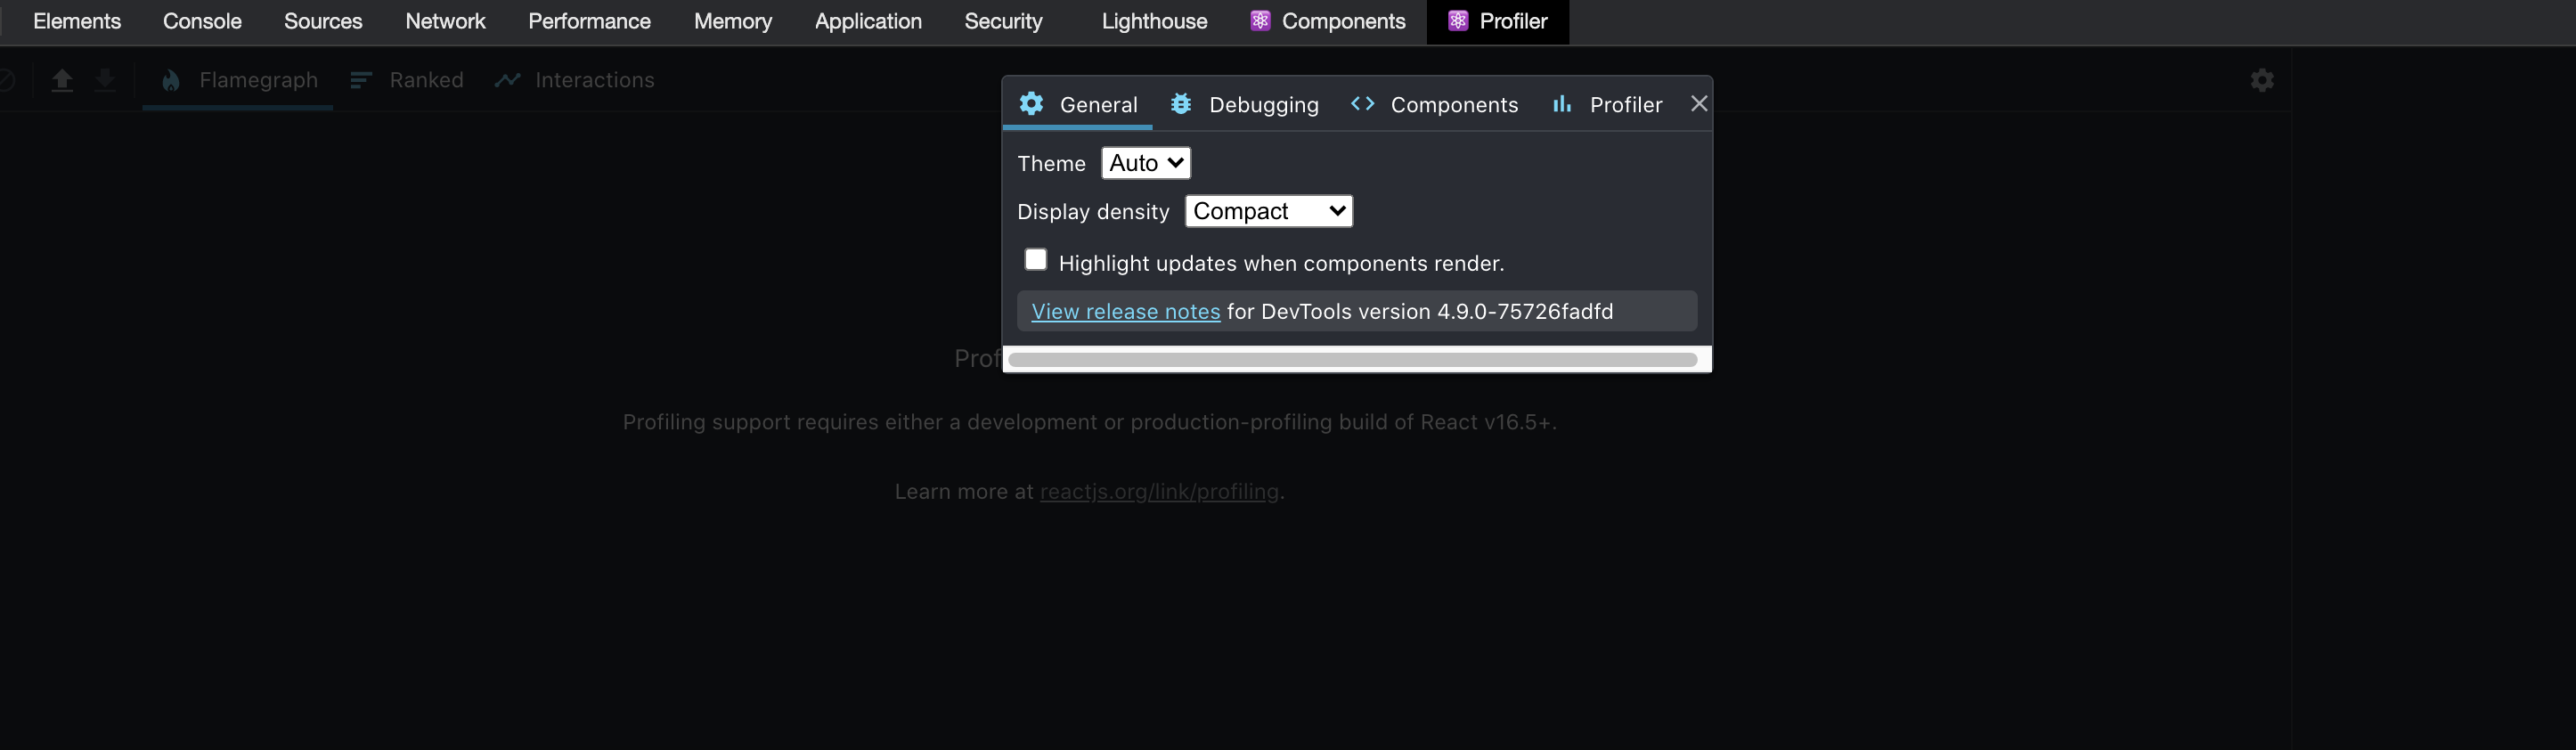 Elements Console Sources Network Performance Memory Application Security Lighthouse Components Profiler
Flamegraph Ranked Interactions
General Debugging Components Profiler
Theme Auto
Display density Compact
Highlight updates when components render.
View release notes for DevTools version 4.9.0-75726fadfd
Prof
Profiling support requires either a development or production-profiling build of React v16.5+.
Learn more at reactjs.org/link/profiling.